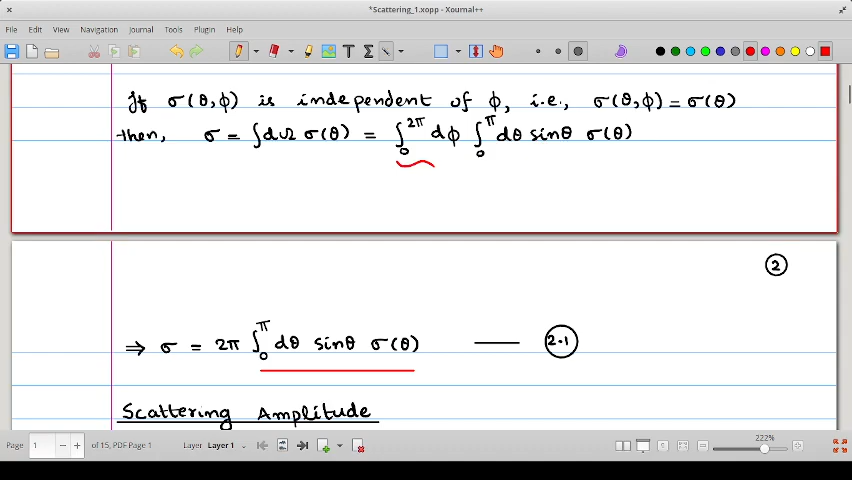 *Scattering_1.xopp - Xournal++
File Edit View Navigation Journal Tools Plugin Help
If σ(θ,ϕ) is independent of ϕ, i.e., σ(θ,ϕ) = σ(θ)
then, σ = ∫dΩ σ(θ) = ∫₀^2π dϕ ∫₀^π dθ sinθ σ(θ)
2
⇒ σ = 2π ∫₀^π dθ sinθ σ(θ) —— 2.1
Scattering Amplitude
Page 1 of 15, PDF Page 1 Layer Layer 1 222%